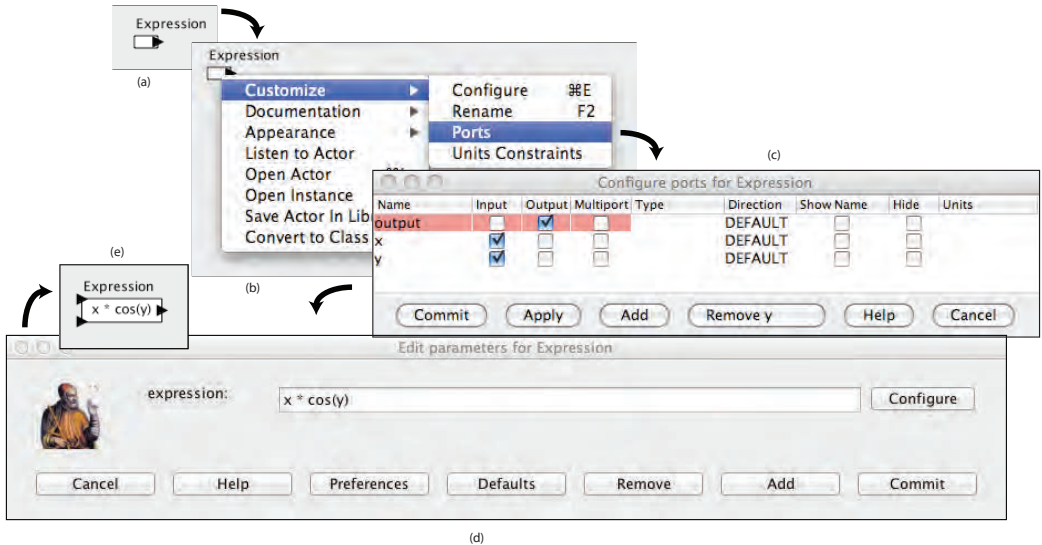 Expression
(a)
Expression
Customize
Documentation
Appearance
Listen to Actor
Open Actor
Open Instance
Save Actor In Lib
Convert to Class
Configure ⌘E
Rename F2
Ports
Units Constraints
(b)
(c)
Configure ports for Expression
Name Input Output Multiport Type Direction Show Name Hide Units
output DEFAULT
x DEFAULT
y DEFAULT
Commit Apply Add Remove y Help Cancel
(e)
Expression
x * cos(y)
Edit parameters for Expression
expression: x * cos(y) Configure
Cancel Help Preferences Defaults Remove Add Commit
(d)